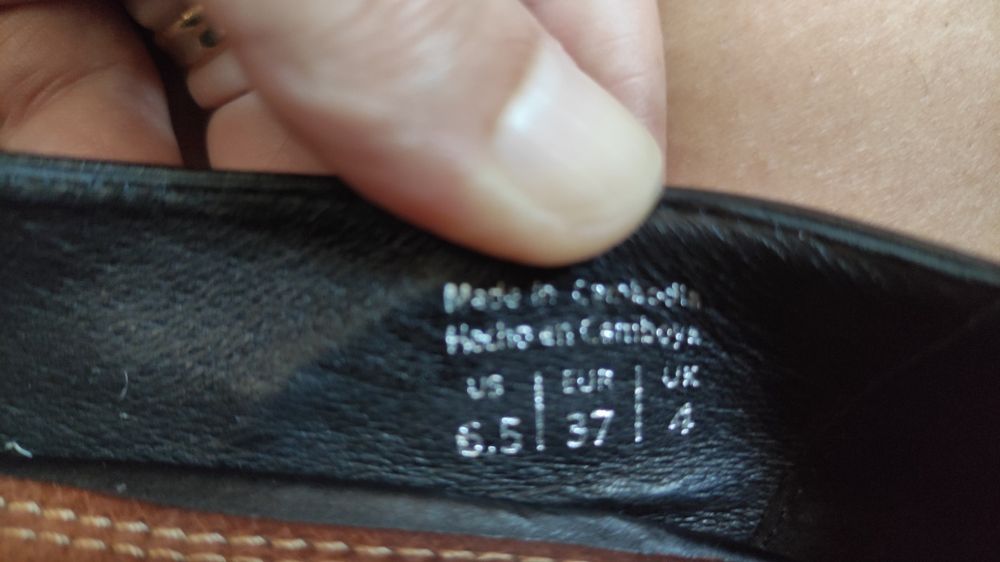 Made in Cambodia
Hecho en Camboya
US | EUR | UK
6.5 | 37 | 4